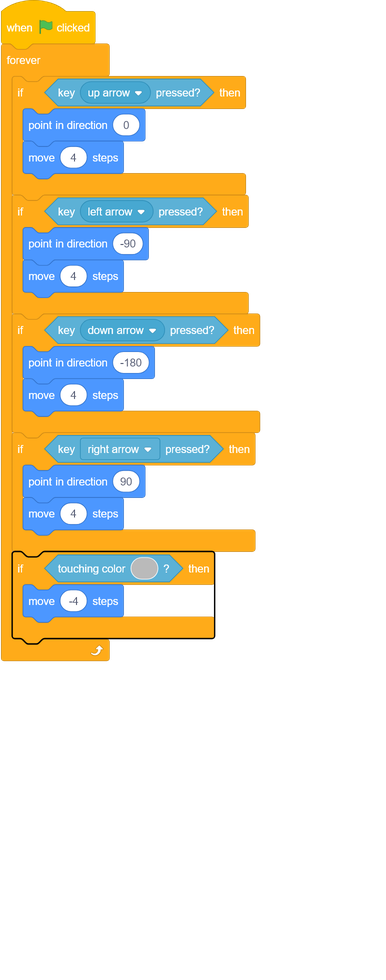 when clicked
forever
if key up arrow pressed? then
point in direction 0
move 4 steps
if key left arrow pressed? then
point in direction -90
move 4 steps
if key down arrow pressed? then
point in direction -180
move 4 steps
if key right arrow pressed? then
point in direction 90
move 4 steps
if touching color ? then
move -4 steps